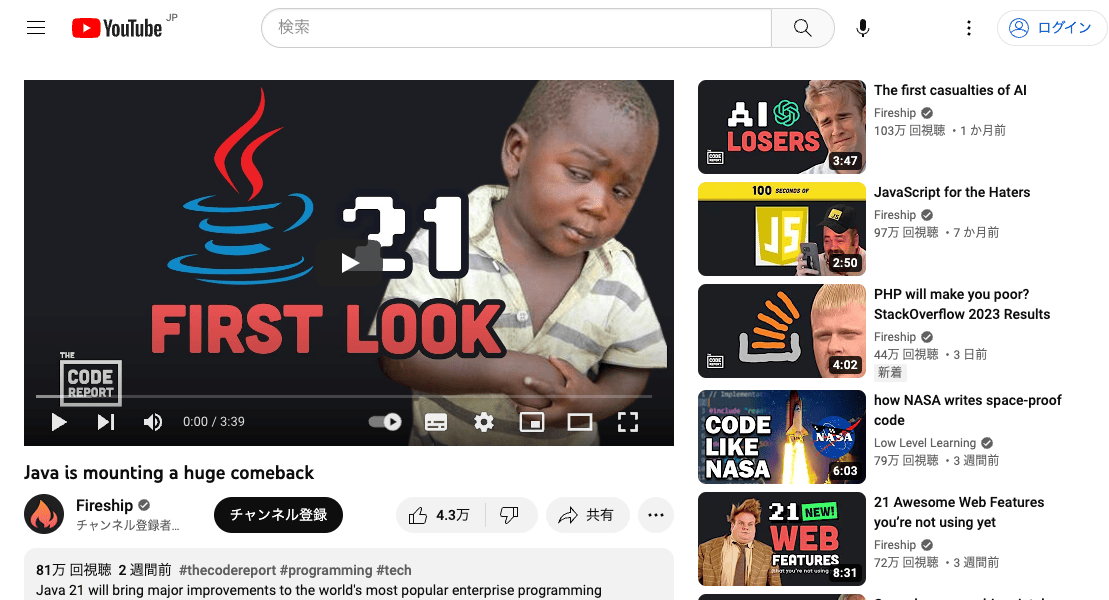 YouTube JP
検索
ログイン
21
FIRST LOOK
THE
CODE
REPORT
0:00 / 3:39
Java is mounting a huge comeback
Fireship
チャンネル登録者...
チャンネル登録
4.3万
共有
81万 回視聴 2 週間前 #thecodereport #programming #tech
Java 21 will bring major improvements to the world's most popular enterprise programming
AI
LOSERS
CODE
REPORT
3:47
The first casualties of AI
Fireship
103万 回視聴 ・1 か月前
100 SECONDS OF
JS
2:50
JavaScript for the Haters
Fireship
97万 回視聴 ・7 か月前
CODE
REPORT
4:02
PHP will make you poor?
StackOverflow 2023 Results
Fireship
44万 回視聴 ・3 日前
新着
CODE
LIKE
NASA
NASA
6:03
how NASA writes space-proof
code
Low Level Learning
79万 回視聴 ・3 週間前
21 NEW!
WEB
FEATURES
that you're not using yet
8:31
21 Awesome Web Features
you're not using yet
Fireship
72万 回視聴 ・3 週間前